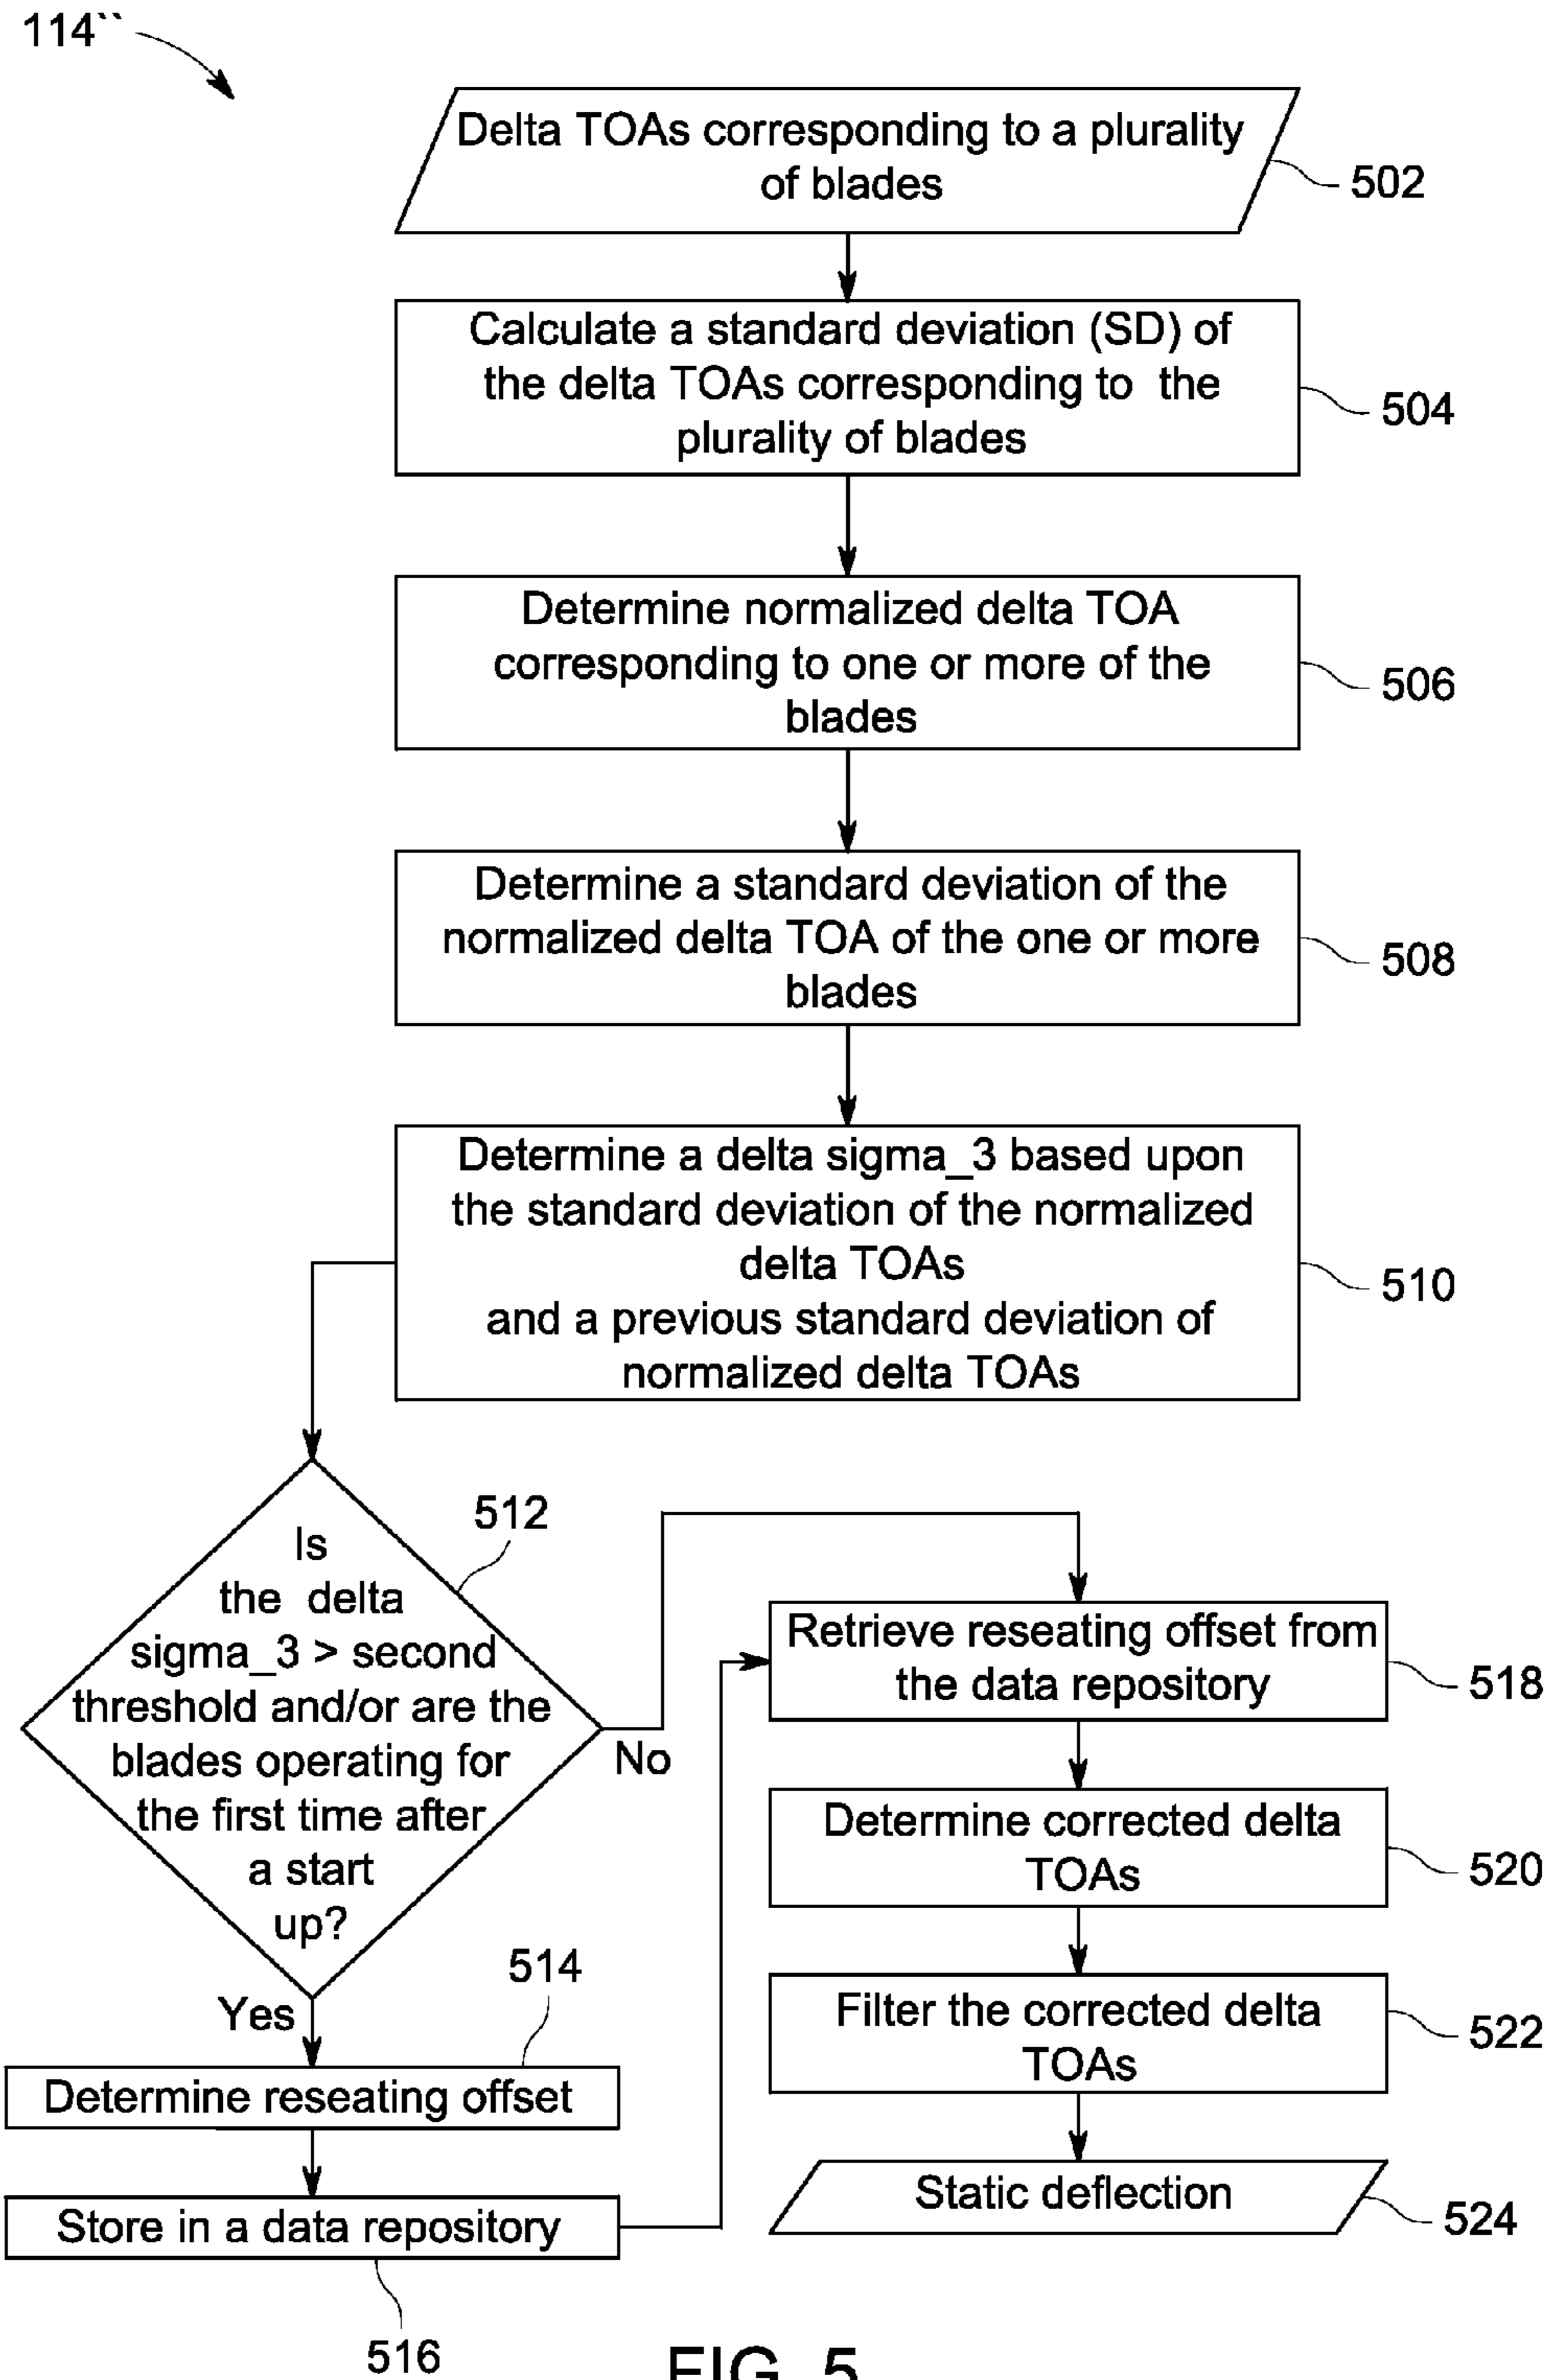 114``
Delta TOAs corresponding to a plurality
of blades
502
Calculate a standard deviation (SD) of
the delta TOAs corresponding to the
plurality of blades
504
Determine normalized delta TOA
corresponding to one or more of the
blades
506
Determine a standard deviation of the
normalized delta TOA of the one or more
blades
508
Determine a delta sigma_3 based upon
the standard deviation of the normalized
delta TOAs
and a previous standard deviation of
normalized delta TOAs
510
512
Is
the delta
sigma_3 > second
threshold and/or are the
blades operating for
the first time after
a start
up?
No
Yes
514
Determine reseating offset
Store in a data repository
516
Retrieve reseating offset from
the data repository
518
Determine corrected delta
TOAs
520
Filter the corrected delta
TOAs
522
Static deflection
524
FIG. 5